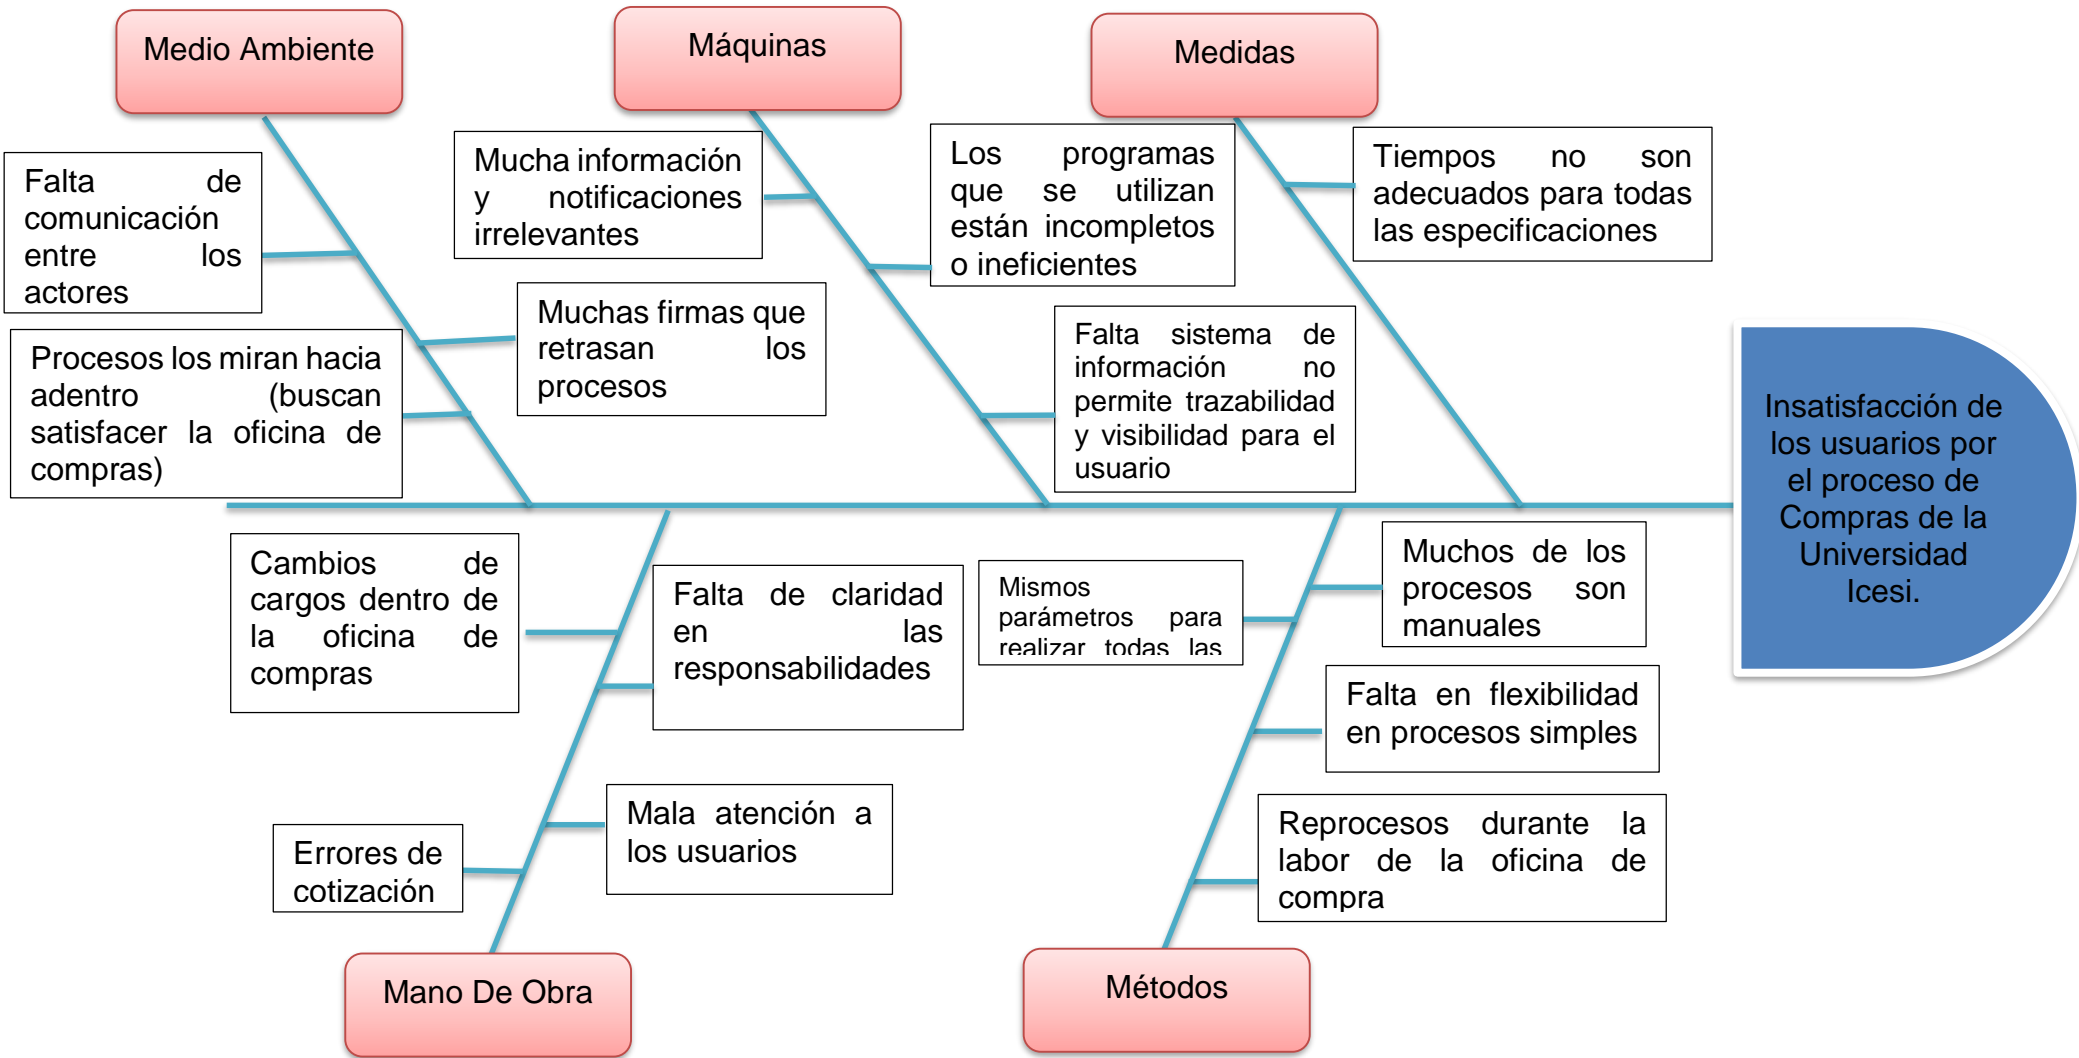 Medio Ambiente
Máquinas
Medidas
Falta de
comunicación
entre los
actores
Mucha información
y notificaciones
irrelevantes
Los programas
que se utilizan
están incompletos
o ineficientes
Tiempos no son
adecuados para todas
las especificaciones
Procesos los miran hacia
adentro (buscan
satisfacer la oficina de
compras)
Muchas firmas que
retrasan los
procesos
Falta sistema de
información no
permite trazabilidad
y visibilidad para el
usuario
Insatisfacción de
los usuarios por
el proceso de
Compras de la
Universidad
Icesi.
Cambios de
cargos dentro de
la oficina de
compras
Falta de claridad
en las
responsabilidades
Mismos
parámetros para
realizar todas las
Muchos de los
procesos son
manuales
Falta en flexibilidad
en procesos simples
Errores de
cotización
Mala atención a
los usuarios
Reprocesos durante la
labor de la oficina de
compra
Mano De Obra
Métodos